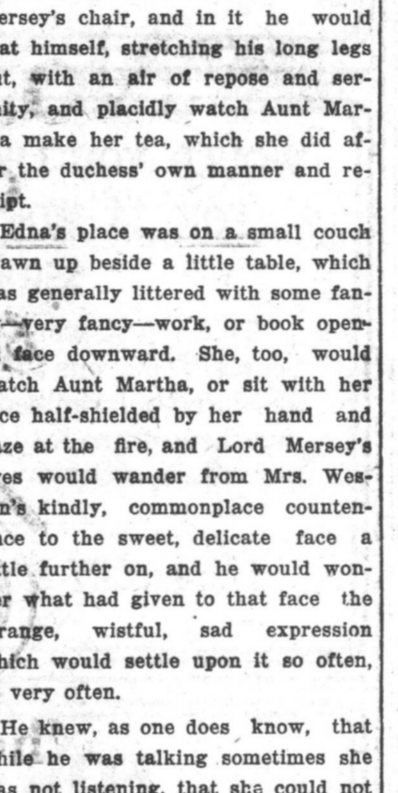 ersey's chair, and in it he would
at himself, stretching his long legs
t, with an air of repose and ser-
ity, and placidly watch Aunt Mar-
a make her tea, which she did af-
r the duchess' own manner and re-
ipt.
Edna's place was on a small couch
awn up beside a little table, which
as generally littered with some fan-
—very fancy—work, or book open-
face downward. She, too, would
atch Aunt Martha, or sit with her
ce half-shielded by her hand and
aze at the fire, and Lord Mersey's
es would wander from Mrs. Wes-
n's kindly, commonplace counten-
ce to the sweet, delicate face a
ttle further on, and he would won-
r what had given to that face the
range, wistful, sad expression
hich would settle upon it so often,
very often.
He knew, as one does know, that
hile he was talking sometimes she
as not listening, that she could not